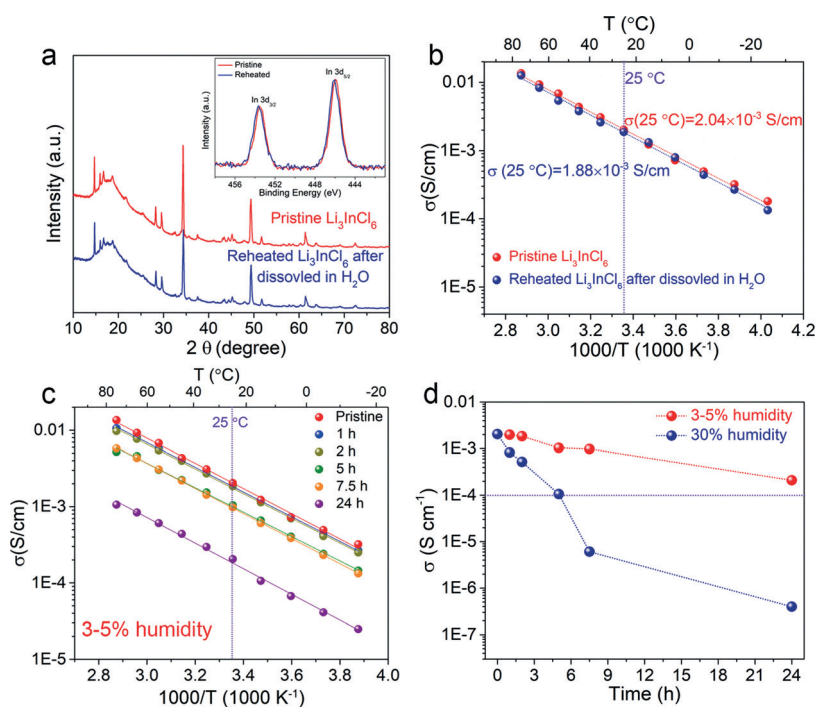 a
Intensity (a.u.)
Pristine
Reheated
In 3d3/2
In 3d5/2
Intensity (a.u.)
456 452 448 444
Binding Energy (eV)
Pristine Li3InCl6
Reheated Li3InCl6 after
dissovled in H2O
10 20 30 40 50 60 70 80
2 θ (degree)
b
T (°C)
100 75 50 25 0 -25
25 °C
0.01
1E-3
1E-4
1E-5
σ(S/cm)
σ(25 °C)=2.04×10-3 S/cm
σ (25 °C)=1.88×10-3 S/cm
Pristine Li3InCl6
Reheated Li3InCl6 after dissovled in H2O
2.8 3.0 3.2 3.4 3.6 3.8 4.0 4.2
1000/T (1000 K-1)
c
T (°C)
80 60 40 20 0 -20
25 °C
0.01
1E-3
1E-4
1E-5
σ(S/cm)
Pristine
1 h
2 h
5 h
7.5 h
24 h
3-5% humidity
2.8 3.0 3.2 3.4 3.6 3.8 4.0
1000/T (1000 K-1)
d
0.01
1E-3
1E-4
1E-5
1E-6
1E-7
σ (S cm-1)
3-5% humidity
30% humidity
0 3 6 9 12 15 18 21 24
Time (h)